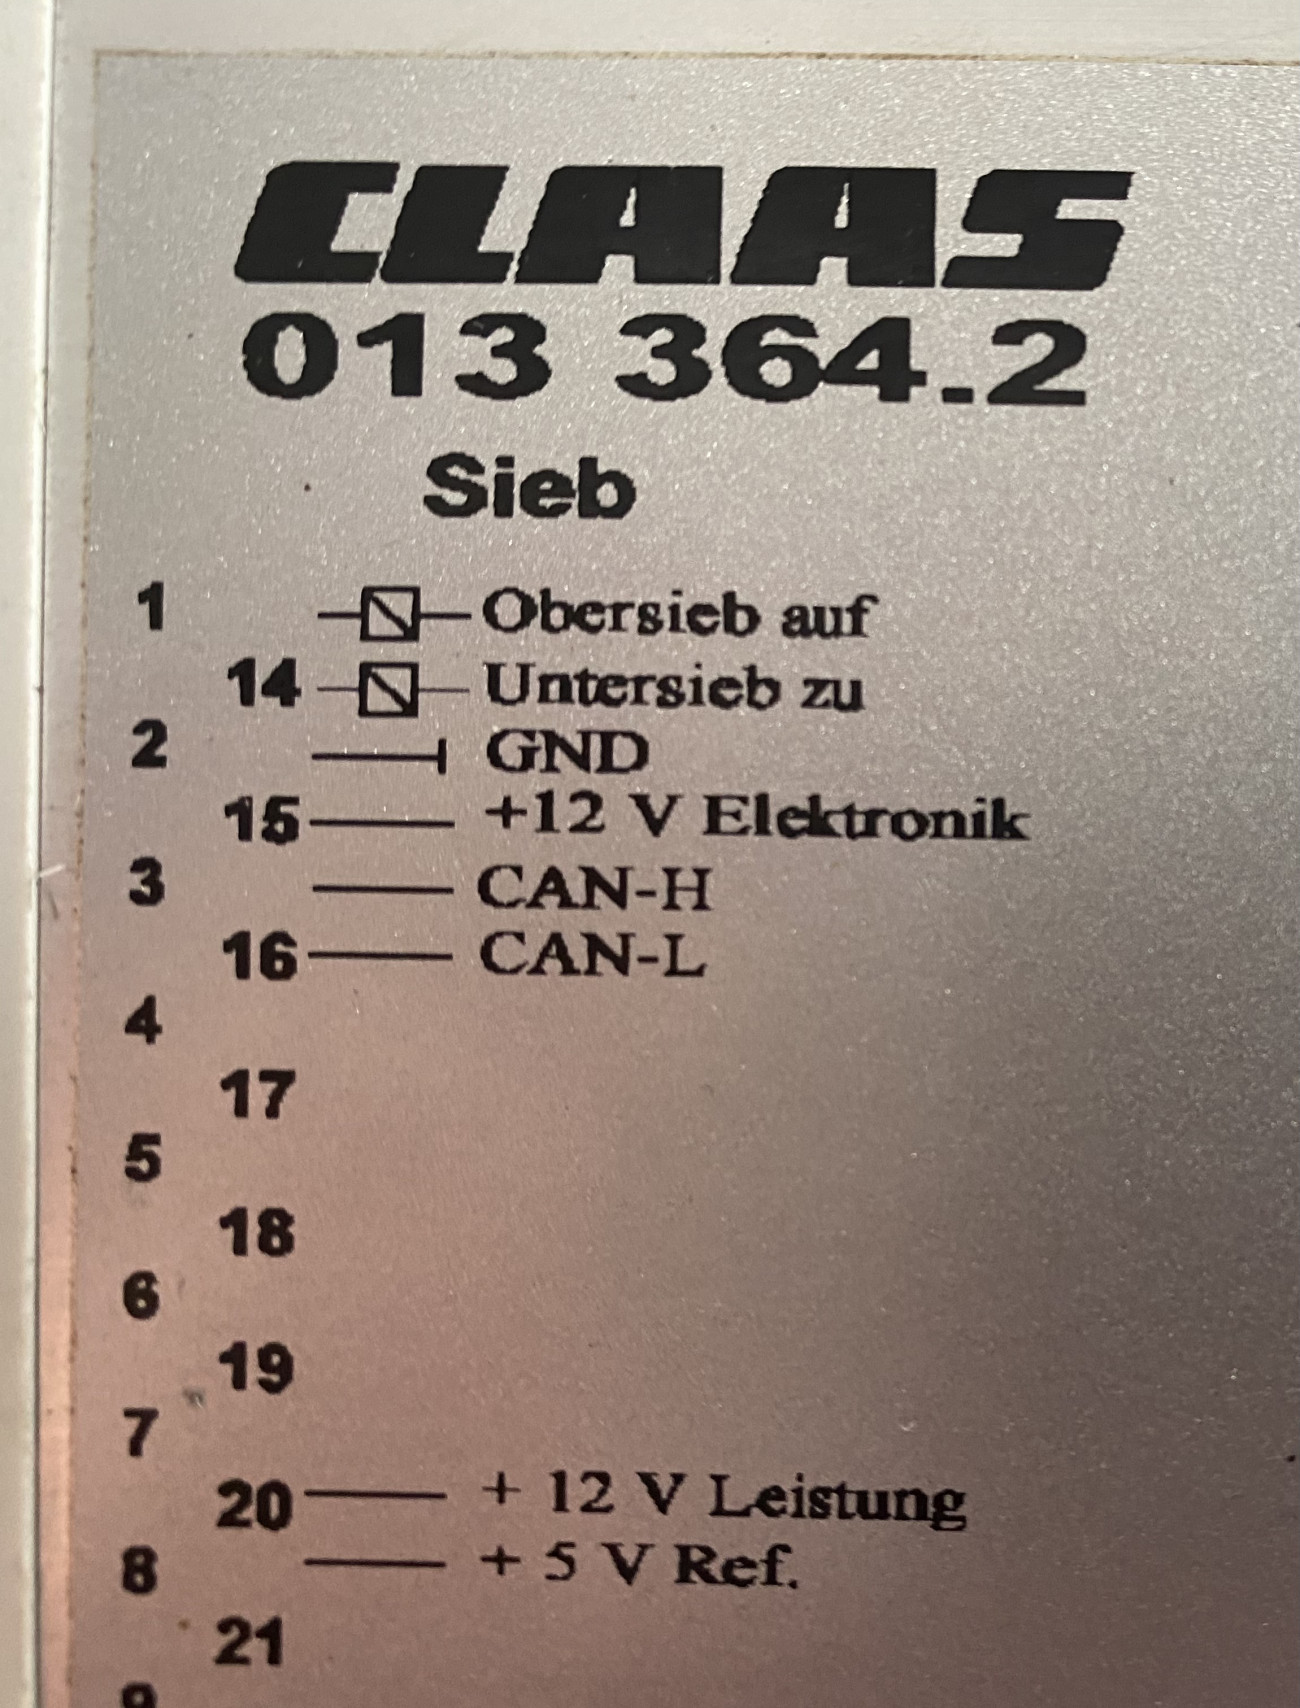 CLAAS
013 364.2
Sieb
1 Obersieb auf
14 Untersieb zu
2 GND
15 +12 V Elektronik
3 CAN-H
16 CAN-L
4
17
5
18
6
19
7
20 + 12 V Leistung
8 + 5 V Ref.
21
9